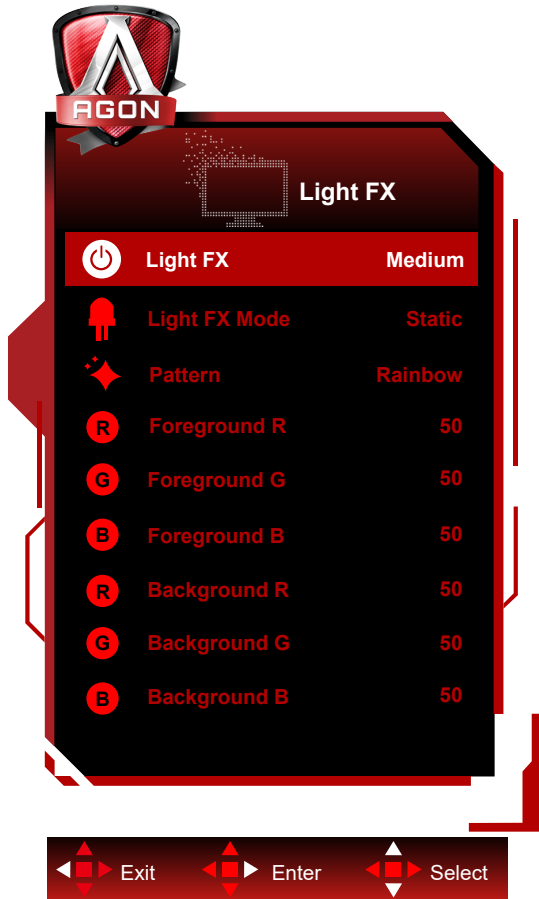 AGON
Light FX
Light FX Medium
Light FX Mode Static
Pattern Rainbow
R Foreground R 50
G Foreground G 50
B Foreground B 50
R Background R 50
G Background G 50
B Background B 50
Exit Enter Select